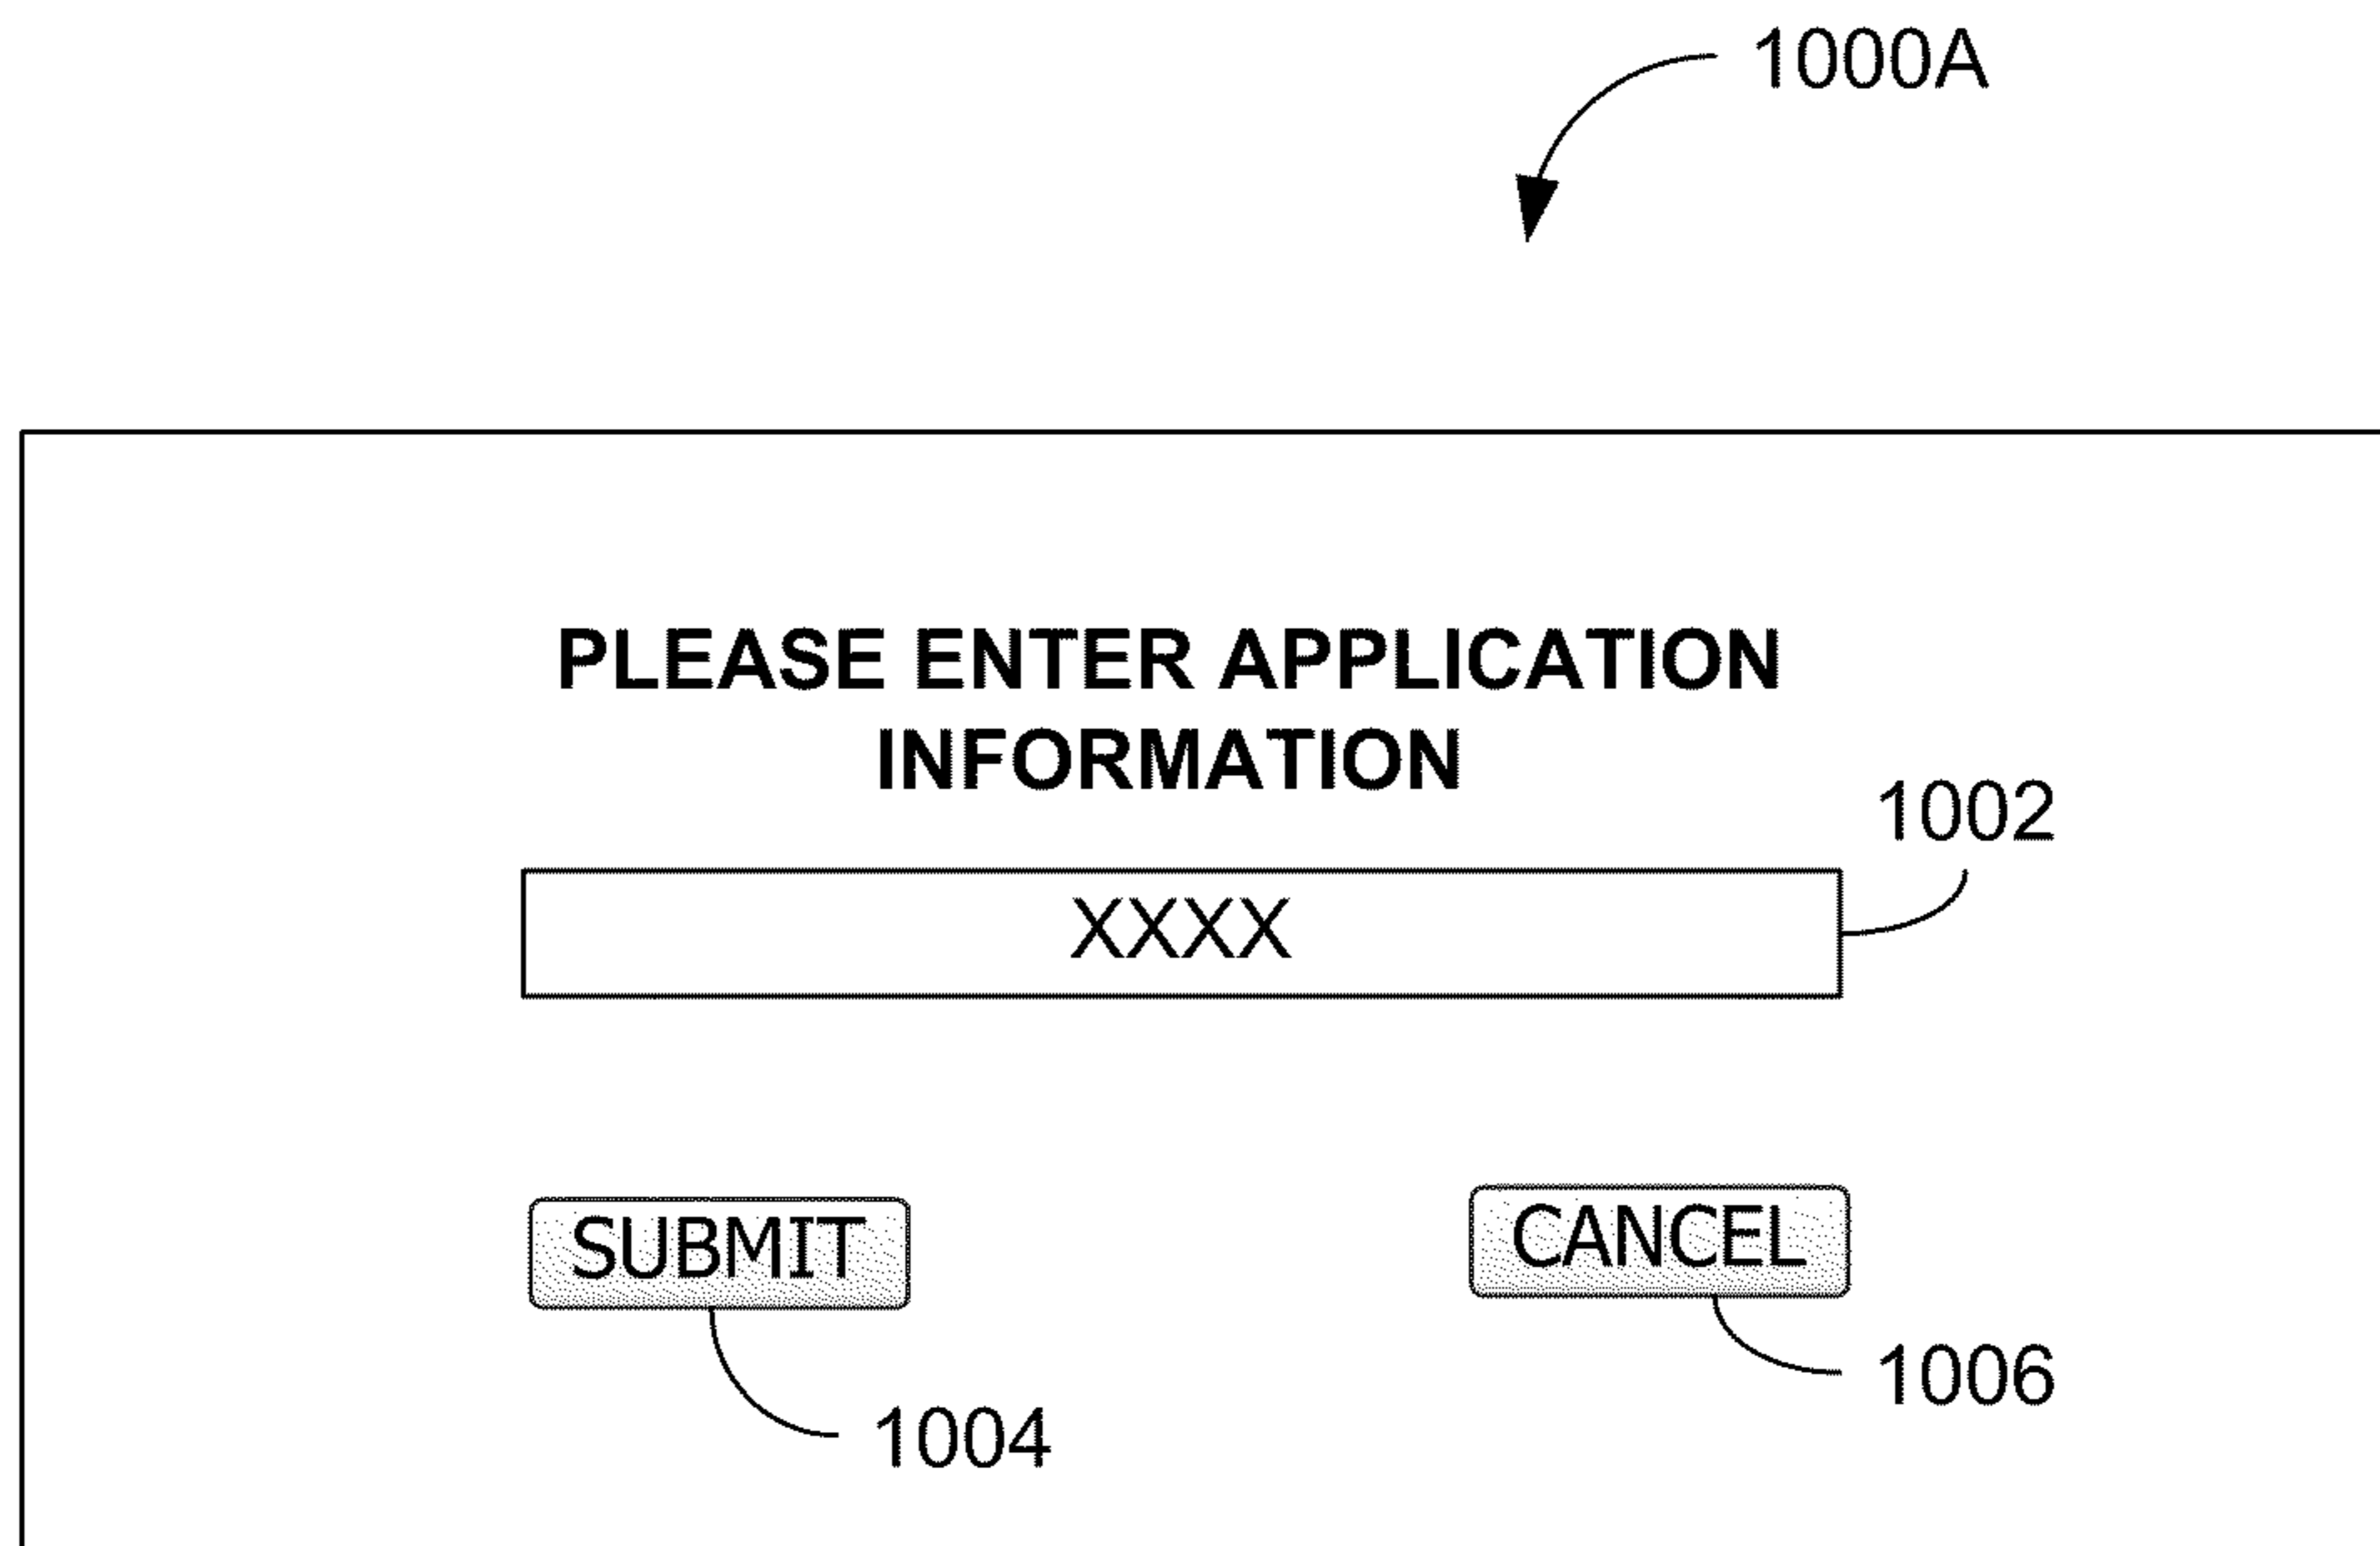 1000A
PLEASE ENTER APPLICATION
INFORMATION
1002
XXXX
SUBMIT
CANCEL
1006
1004